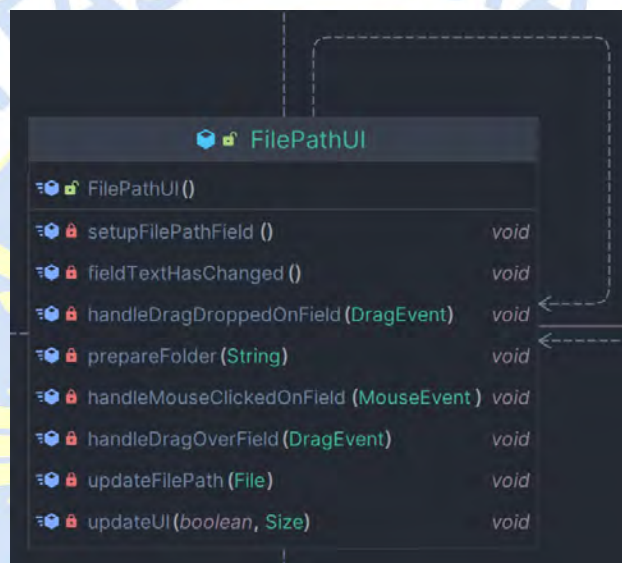 FilePathUI
FilePathUI()
setupFilePathField () void
fieldTextHasChanged () void
handleDragDroppedOnField (DragEvent) void
prepareFolder (String) void
handleMouseClickedOnField (MouseEvent) void
handleDragOverField (DragEvent) void
updateFilePath (File) void
updateUI (boolean, Size) void